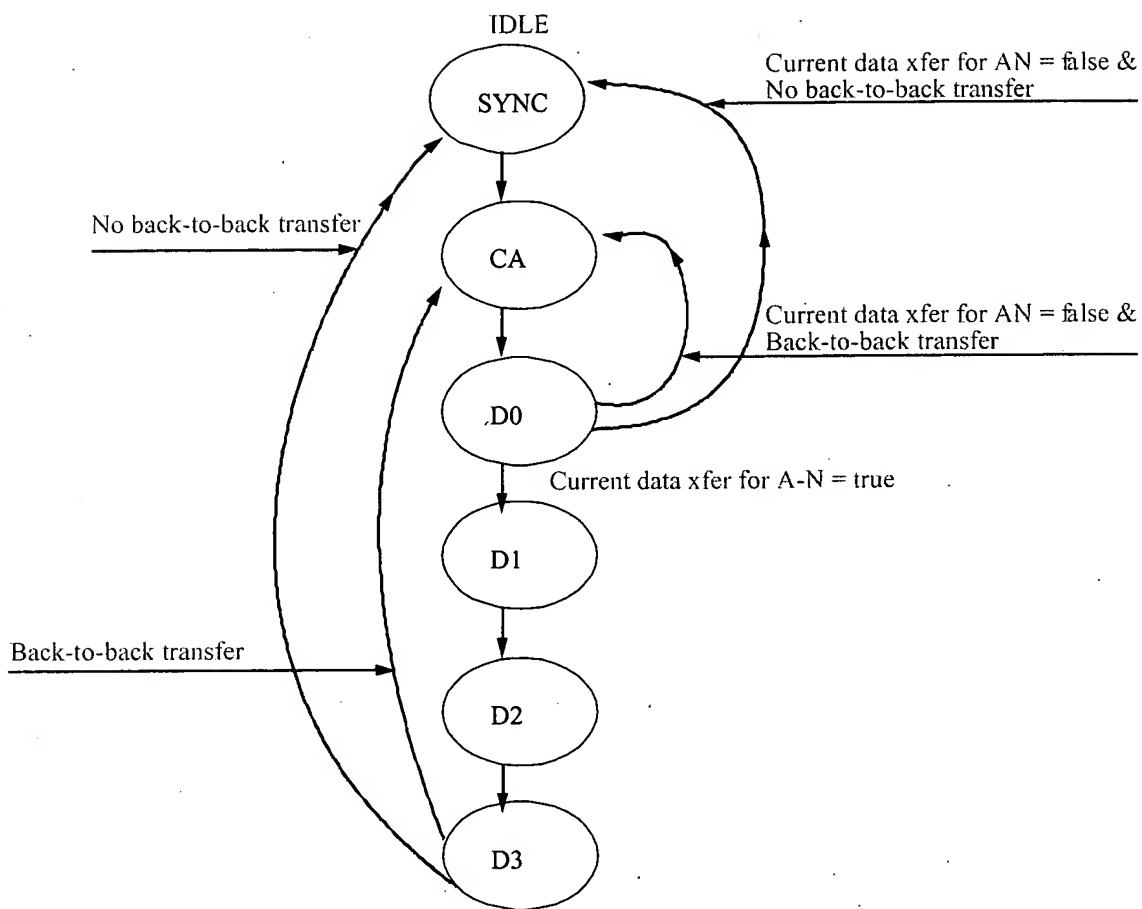 IDLE
SYNC
Current data xfer for AN = false &
No back-to-back transfer
No back-to-back transfer
CA
Current data xfer for AN = false &
Back-to-back transfer
D0
Current data xfer for A-N = true
D1
Back-to-back transfer
D2
D3